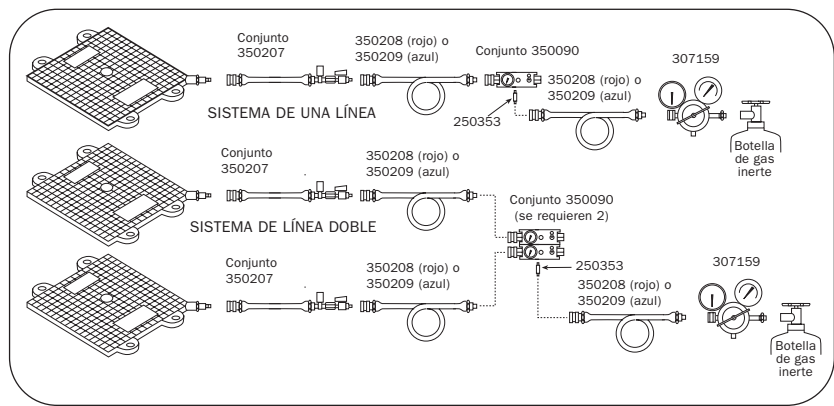 Conjunto
350207
350208 (rojo) o
350209 (azul)
Conjunto 350090
350208 (rojo) o
350209 (azul)
307159
SISTEMA DE UNA LÍNEA
250353
Botella
de gas
inerte
Conjunto
350207
350208 (rojo) o
350209 (azul)
Conjunto 350090
(se requieren 2)
SISTEMA DE LÍNEA DOBLE
Conjunto
350207
350208 (rojo) o
350209 (azul)
250353
350208 (rojo) o
350209 (azul)
307159
Botella
de gas
inerte